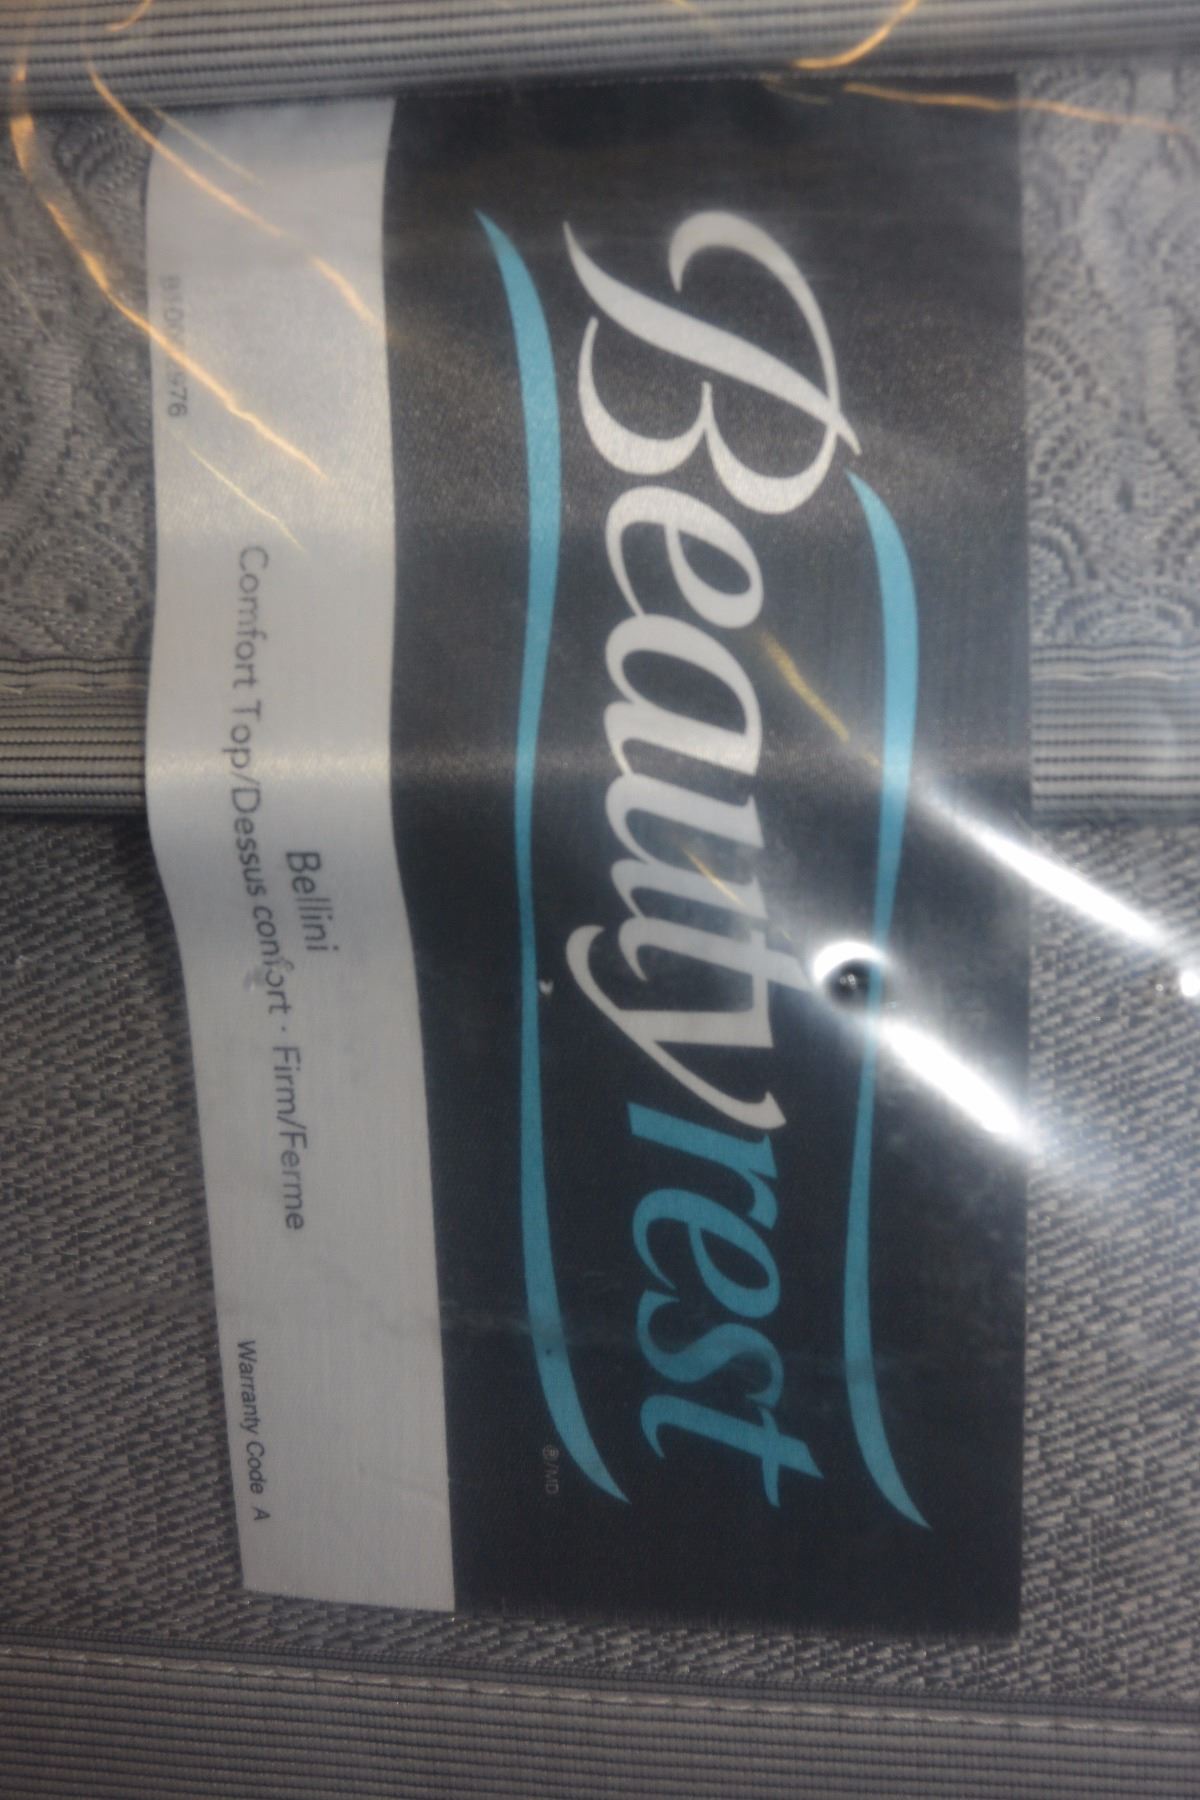 Beautyrest
®/MD
Bellini
Comfort Top/Dessus confort · Firm/Ferme
Warranty Code A